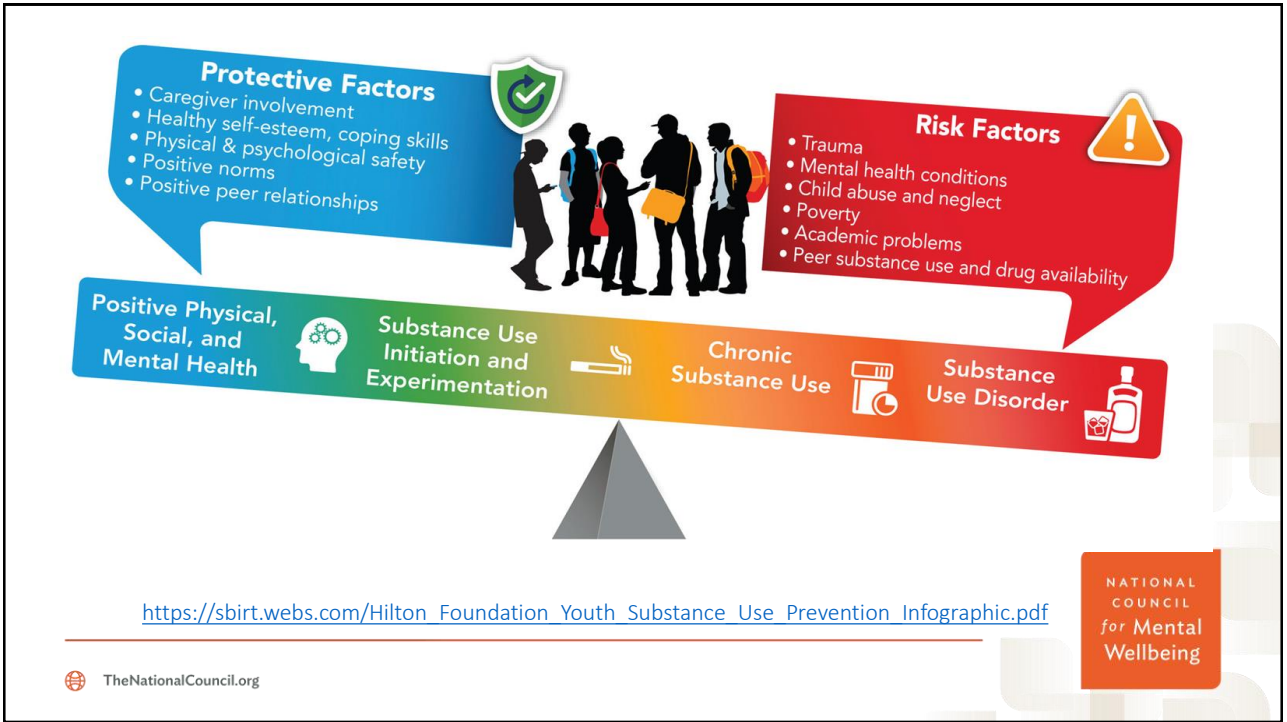 Protective Factors
• Caregiver involvement
• Healthy self-esteem, coping skills
• Physical & psychological safety
• Positive norms
• Positive peer relationships
Risk Factors
• Trauma
• Mental health conditions
• Child abuse and neglect
• Poverty
• Academic problems
• Peer substance use and drug availability
Positive Physical,
Social, and
Mental Health
Substance Use
Initiation and
Experimentation
Chronic
Substance Use
Substance
Use Disorder
https://sbirt.webs.com/Hilton_Foundation_Youth_Substance_Use_Prevention_Infographic.pdf
NATIONAL
COUNCIL
for Mental
Wellbeing
TheNationalCouncil.org